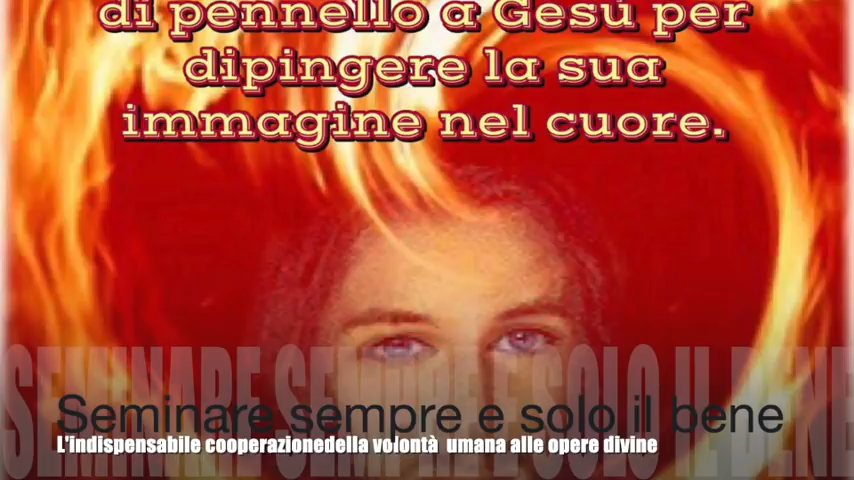 di pennello a Gesù per
dipingere la sua
immagine nel cuore.
SEMINARE SEMPRE E SOLO IL BENE
Seminare sempre e solo il bene
L'indispensabile cooperazionedella volontà umana alle opere divine